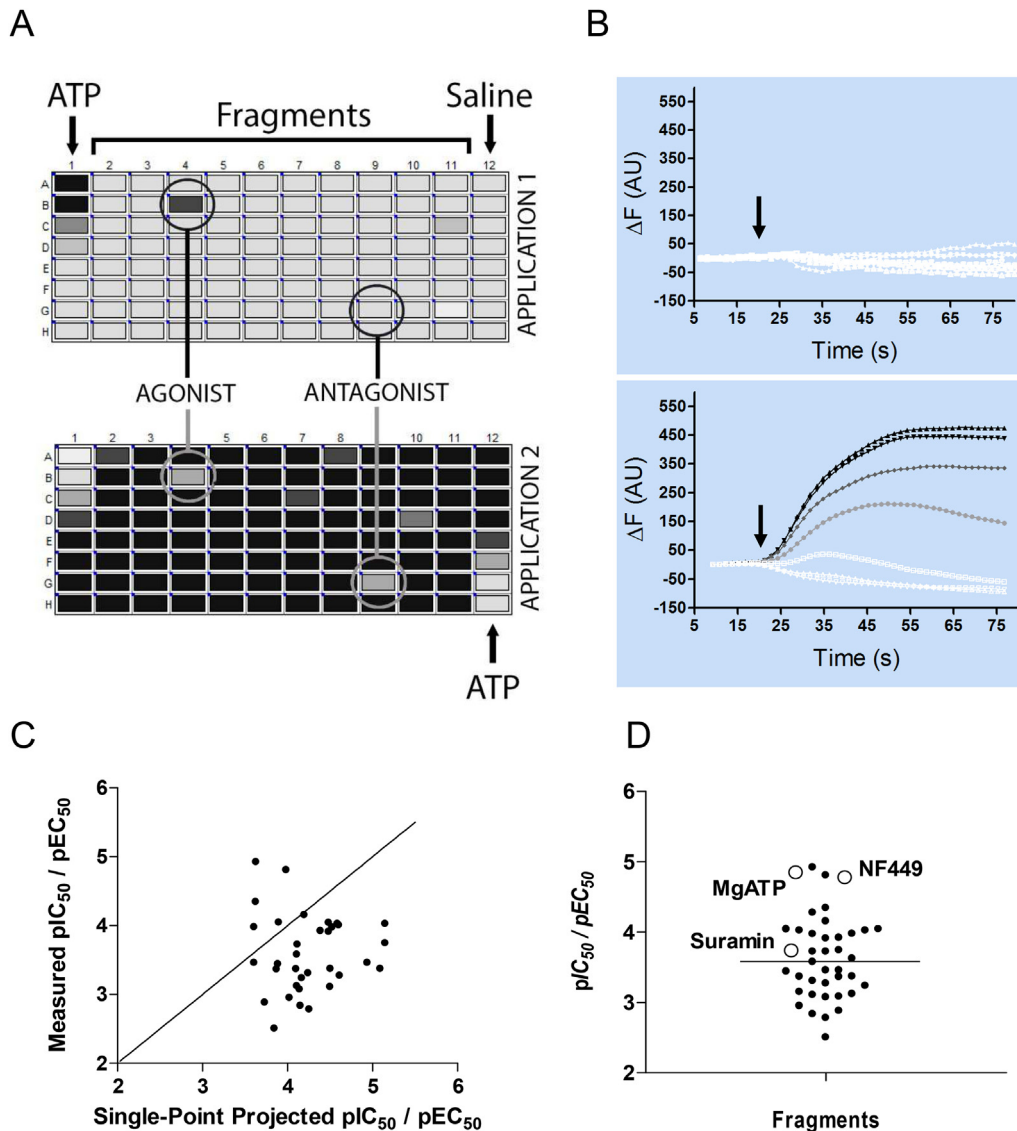 A
ATP
Fragments
Saline
1 2 3 4 5 6 7 8 9 10 11 12
A
B
C
D
E
F
G
H
APPLICATION 1
AGONIST
ANTAGONIST
1 2 3 4 5 6 7 8 9 10 11 12
A
B
C
D
E
F
G
H
APPLICATION 2
ATP
B
ΔF (AU)
550
450
350
250
150
50
-50
-150
5 15 25 35 45 55 65 75
Time (s)
ΔF (AU)
550
450
350
250
150
50
-50
-150
5 15 25 35 45 55 65 75
Time (s)
C
Measured pIC50 / pEC50
6
5
4
3
2
2 3 4 5 6
Single-Point Projected pIC50 / pEC50
D
pIC50 / pEC50
6
5
4
3
2
MgATP
NF449
Suramin
Fragments